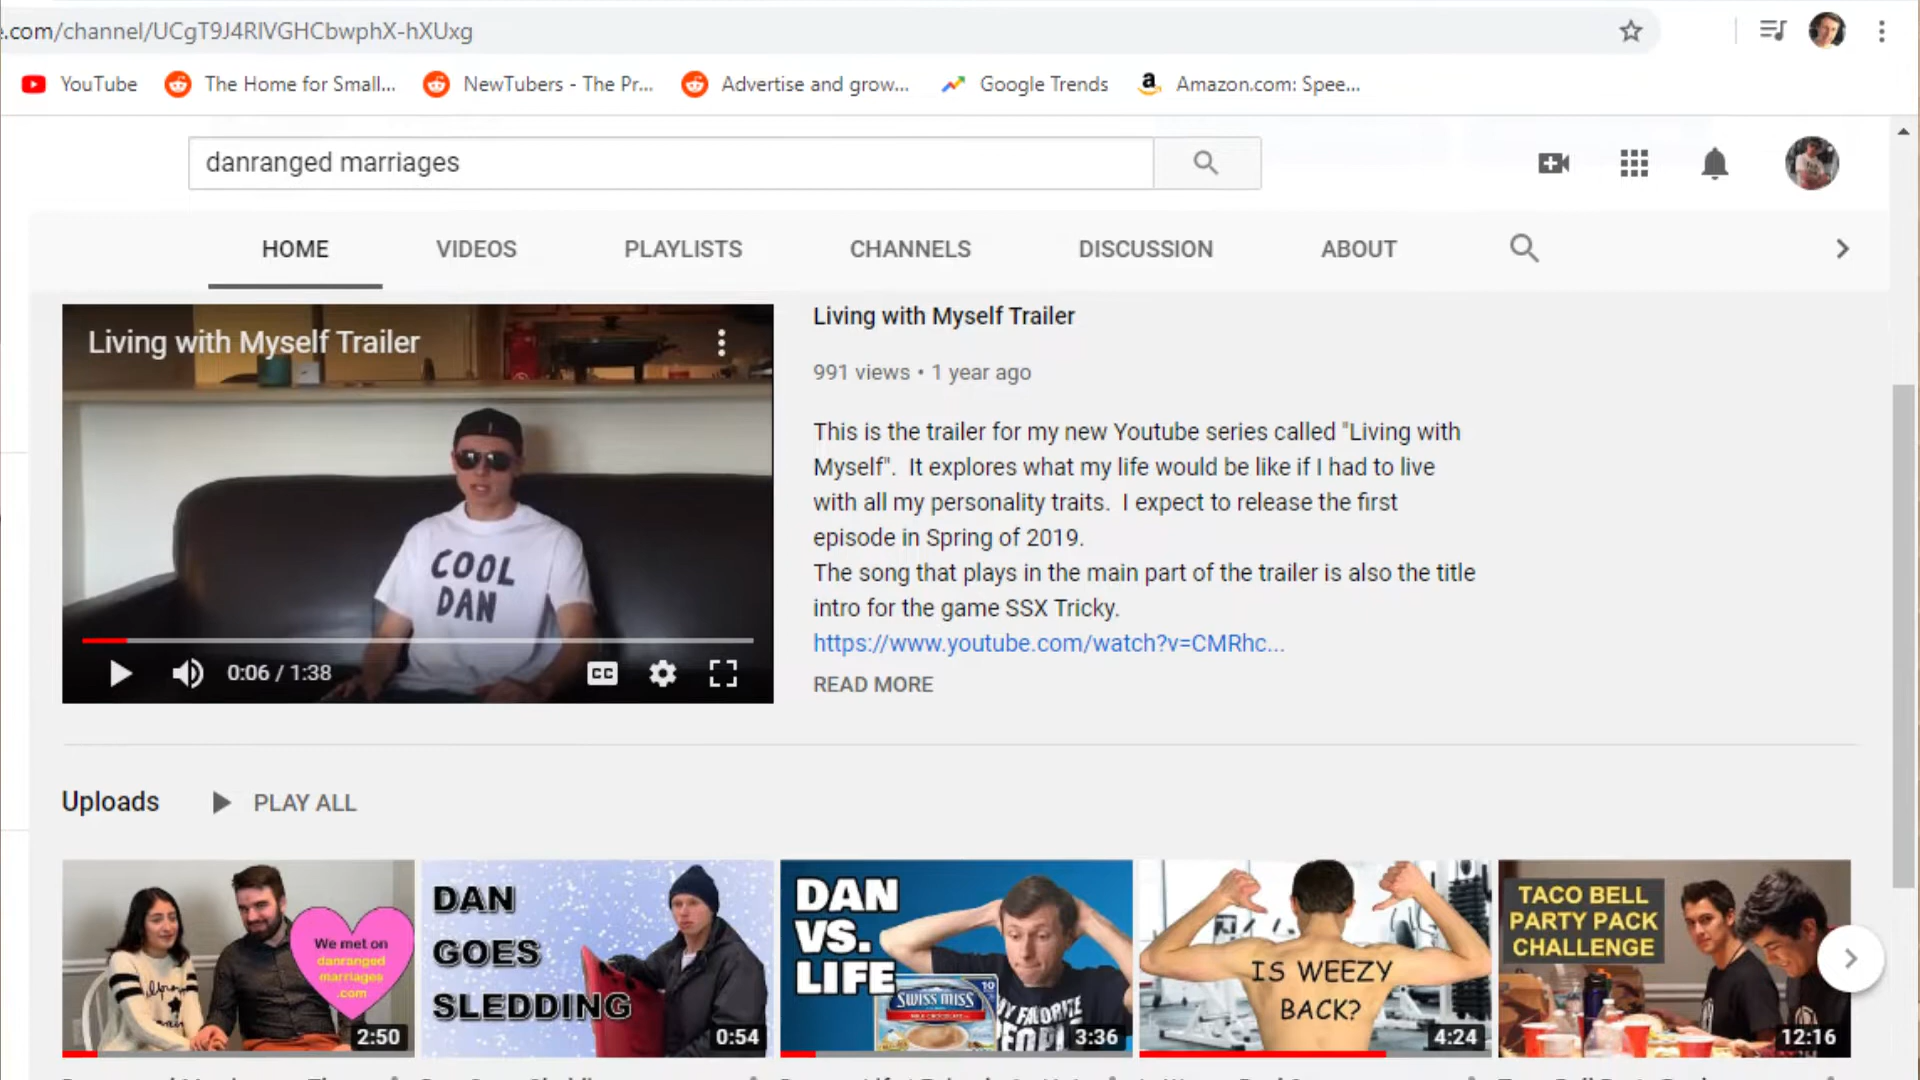 e.com/channel/UCgT9J4RlVGHCbwphX-hXUxg
YouTube
The Home for Small...
NewTubers - The Pr...
Advertise and grow...
Google Trends
Amazon.com: Spee...
danranged marriages
HOME
VIDEOS
PLAYLISTS
CHANNELS
DISCUSSION
ABOUT
Living with Myself Trailer
COOL
DAN
0:06 / 1:38
CC
Living with Myself Trailer
991 views • 1 year ago
This is the trailer for my new Youtube series called "Living with
Myself".  It explores what my life would be like if I had to live
with all my personality traits.  I expect to release the first
episode in Spring of 2019.
The song that plays in the main part of the trailer is also the title
intro for the game SSX Tricky.
https://www.youtube.com/watch?v=CMRhc...
READ MORE
Uploads
PLAY ALL
We met on
danranged
marriages
.com
2:50
DAN
GOES
SLEDDING
0:54
DAN
VS.
LIFE
SWISS MISS
MY FAVORITE
3:36
IS WEEZY
BACK?
4:24
TACO BELL
PARTY PACK
CHALLENGE
12:16